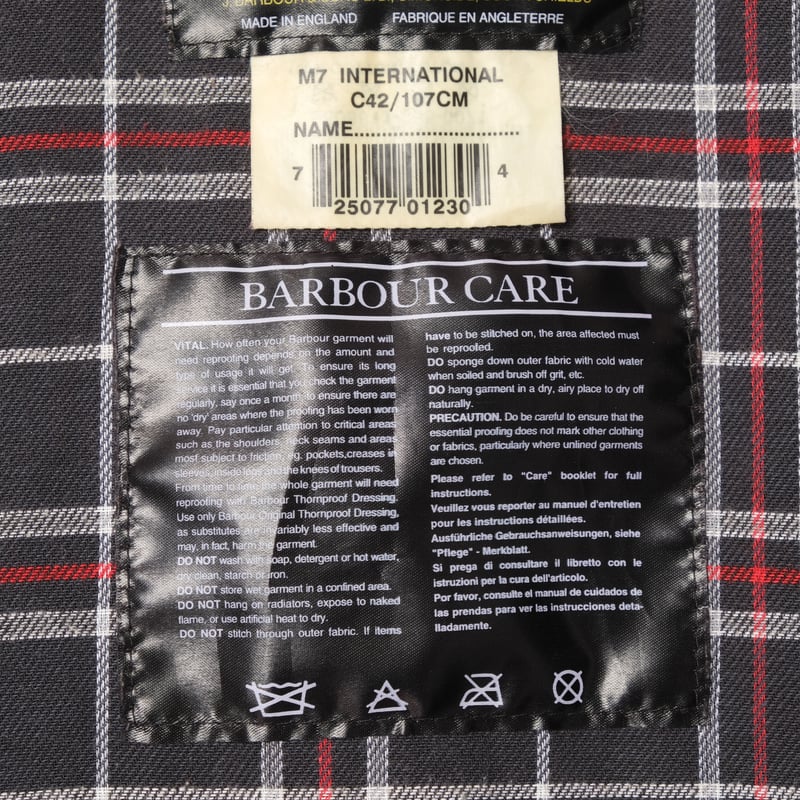 MADE IN ENGLAND FABRIQUE EN ANGLETERRE
M7 INTERNATIONAL
C42/107CM
NAME..............................
7 25077 01230 4
BARBOUR CARE
VITAL. How often your Barbour garment will
need reproofing depends on the amount and
type of usage it will get. To ensure its long
service it is essential that you check the garment
regularly, say once a month, to ensure there are
no 'dry' areas where the proofing has been worn
away. Pay particular attention to critical areas
such as the shoulders, neck seams and areas
most subject to friction, eg. pockets,creases in
sleeves, inside legs and the knees of trousers.
From time to time the whole garment will need
reproofing with Barbour Thornproof Dressing.
Use only Barbour Original Thornproof Dressing,
as substitutes are invariably less effective and
may, in fact, harm the garment.
DO NOT wash with soap, detergent or hot water,
dry clean, starch or iron.
DO NOT store wet garment in a confined area.
DO NOT hang on radiators, expose to naked
flame, or use artificial heat to dry.
DO NOT stitch through outer fabric. If items
have to be stitched on, the area affected must
be reproofed.
DO sponge down outer fabric with cold water
when soiled and brush off grit, etc.
DO hang garment in a dry, airy place to dry off
naturally.
PRECAUTION. Do be careful to ensure that the
essential proofing does not mark other clothing
or fabrics, particularly where unlined garments
are chosen.
Please refer to "Care" booklet for full
instructions.
Veuillez vous reporter au manuel d'entretien
pour les instructions détaillées.
Ausführliche Gebrauchsanweisungen, siehe
"Pflege" - Merkblatt.
Si prega di consultare il libretto con le
istruzioni per la cura dell'articolo.
Por favor, consulte el manual de cuidados de
las prendas para ver las instrucciones deta-
lladamente.